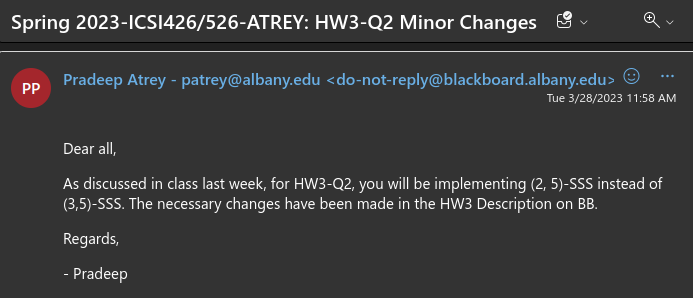 Spring 2023-ICSI426/526-ATREY: HW3-Q2 Minor Changes
PP
Pradeep Atrey - patrey@albany.edu <do-not-reply@blackboard.albany.edu>
Tue 3/28/2023 11:58 AM
Dear all,
As discussed in class last week, for HW3-Q2, you will be implementing (2, 5)-SSS instead of
(3,5)-SSS. The necessary changes have been made in the HW3 Description on BB.
Regards,
- Pradeep